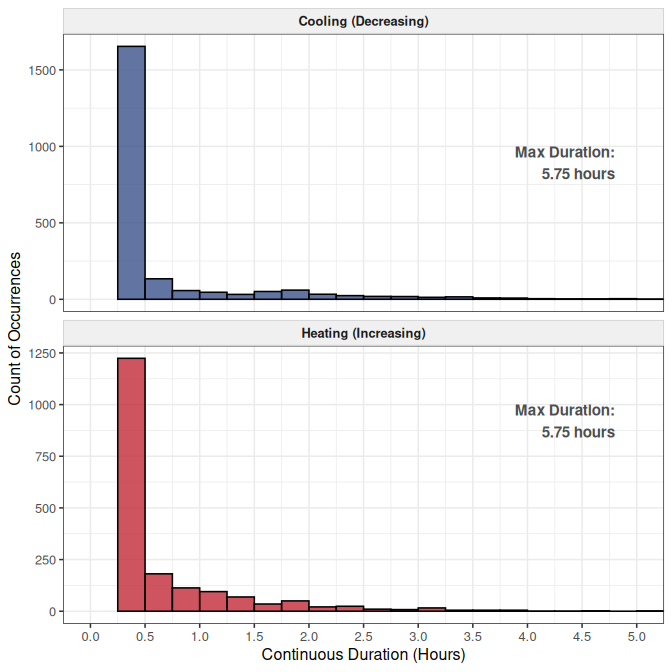 Cooling (Decreasing)
1500
1000
500
0
Max Duration:
5.75 hours
Heating (Increasing)
1250
1000
750
500
250
0
Max Duration:
5.75 hours
0.0 0.5 1.0 1.5 2.0 2.5 3.0 3.5 4.0 4.5 5.0
Continuous Duration (Hours)
Count of Occurrences